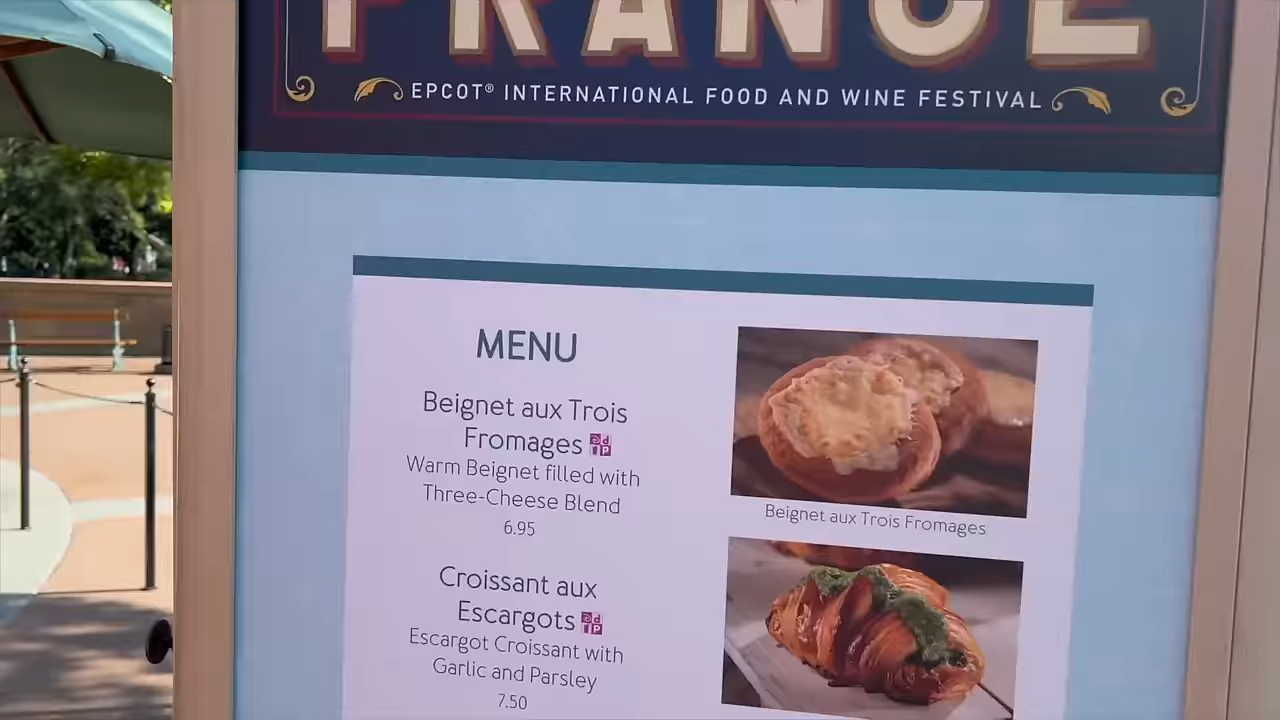 FRANCE
EPCOT® INTERNATIONAL FOOD AND WINE FESTIVAL
MENU
Beignet aux Trois
Fromages
Warm Beignet filled with
Three-Cheese Blend
6.95
Beignet aux Trois Fromages
Croissant aux
Escargots
Escargot Croissant with
Garlic and Parsley
7.50